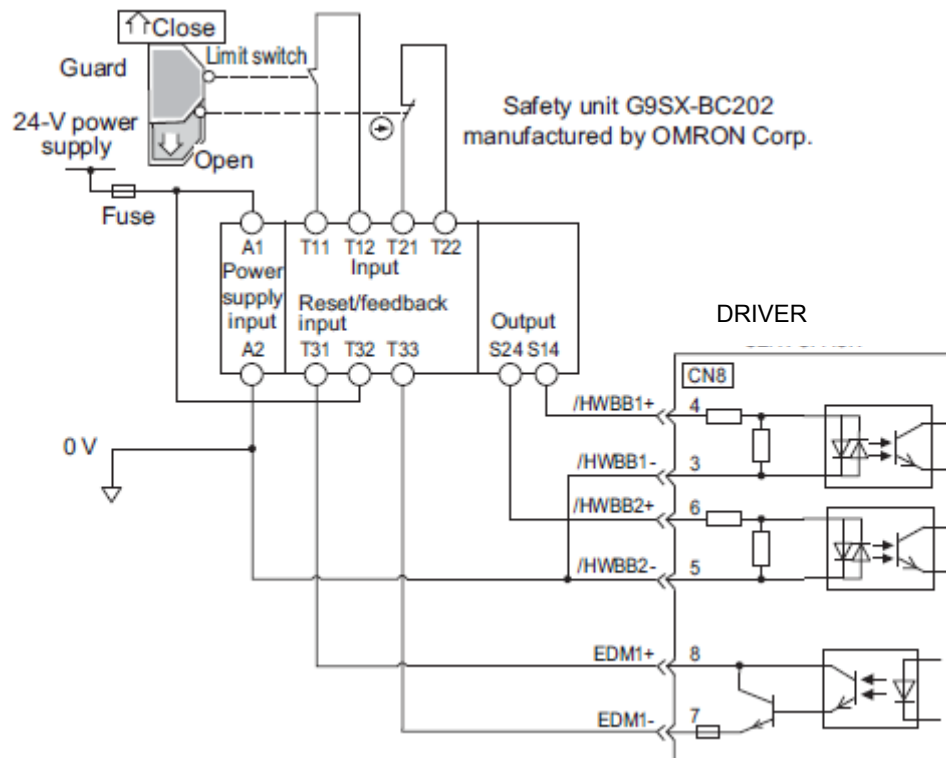 Close
Limit switch
Guard
24-V power
supply
Open
Fuse
Safety unit G9SX-BC202
manufactured by OMRON Corp.
A1
T11
T12
T21
T22
Power
supply
input
Input
Reset/feedback
input
Output
A2
T31
T32
T33
S24
S14
DRIVER
CN8
/HWBB1+
4
0 V
/HWBB1-
3
/HWBB2+
6
/HWBB2-
5
EDM1+
8
EDM1-
7